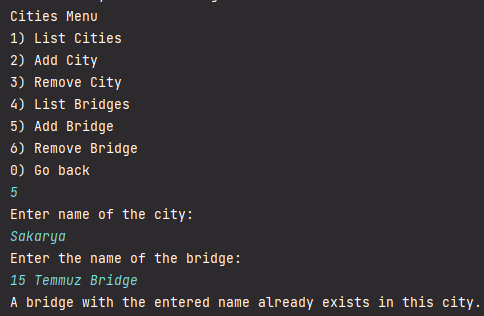 Cities Menu
1) List Cities
2) Add City
3) Remove City
4) List Bridges
5) Add Bridge
6) Remove Bridge
0) Go back
5
Enter name of the city:
Sakarya
Enter the name of the bridge:
15 Temmuz Bridge
A bridge with the entered name already exists in this city.